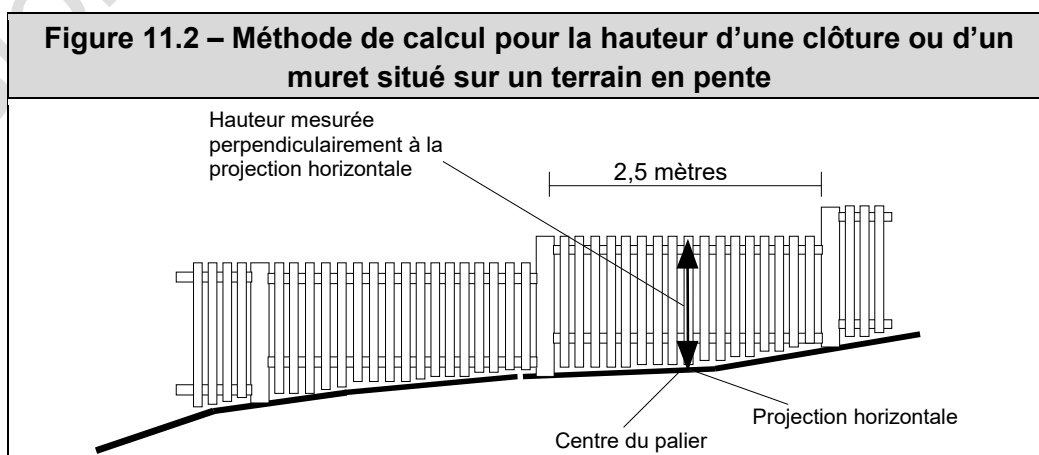 Figure 11.2 – Méthode de calcul pour la hauteur d’une clôture ou d’un
muret situé sur un terrain en pente
Hauteur mesurée
perpendiculairement à la
projection horizontale
2,5 mètres
Projection horizontale
Centre du palier